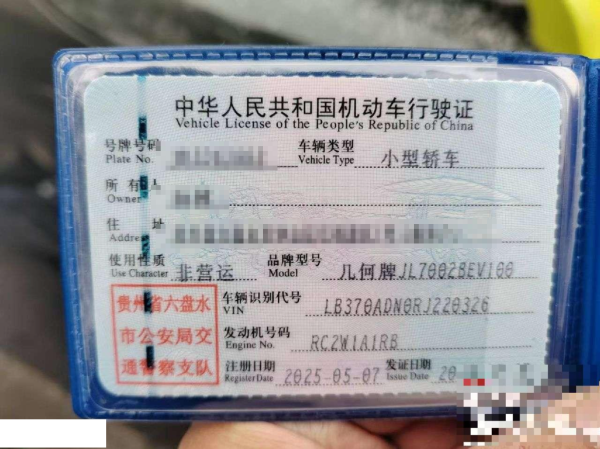 中华人民共和国机动车行驶证
Vehicle License of the People's Republic of China
号牌号码 车辆类型 小型轿车
Plate No. Vehicle Type
所有人
Owner
住址
Address
使用性质 非营运 品牌型号 几何牌JL7002BEV100
Use Character Model
贵州省六盘水 车辆识别代号 LB370ADN0RJ220326
VIN
市公安局交 发动机号码 RC2W1A1RB
Engine No.
通警察支队 注册日期 2025-05-07 发证日期 20
Register Date Issue Date